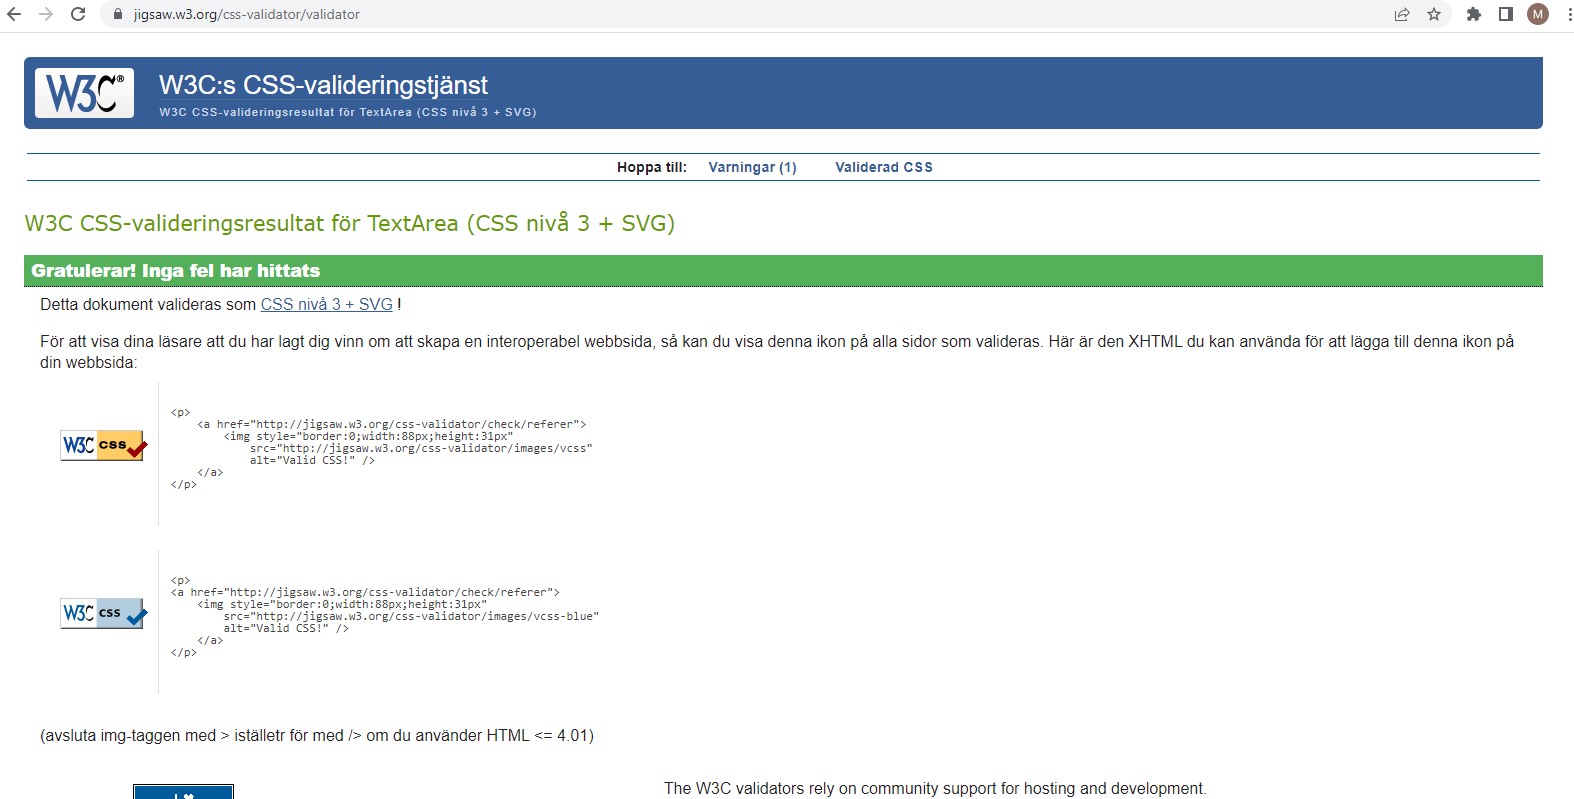 jigsaw.w3.org/css-validator/validator
M
W3C®
W3C:s CSS-valideringstjänst
W3C CSS-valideringsresultat för TextArea (CSS nivå 3 + SVG)
Hoppa till: Varningar (1) Validerad CSS
W3C CSS-valideringsresultat för TextArea (CSS nivå 3 + SVG)
Gratulerar! Inga fel har hittats
Detta dokument valideras som CSS nivå 3 + SVG !
För att visa dina läsare att du har lagt dig vinn om att skapa en interoperabel webbsida, så kan du visa denna ikon på alla sidor som valideras. Här är den XHTML du kan använda för att lägga till denna ikon på
din webbsida:
W3C css
<p>
<a href="http://jigsaw.w3.org/css-validator/check/referer">
<img style="border:0;width:88px;height:31px"
src="http://jigsaw.w3.org/css-validator/images/vcss"
alt="Valid CSS!" />
</a>
</p>
W3C css
<p>
<a href="http://jigsaw.w3.org/css-validator/check/referer">
<img style="border:0;width:88px;height:31px"
src="http://jigsaw.w3.org/css-validator/images/vcss-blue"
alt="Valid CSS!" />
</a>
</p>
(avsluta img-taggen med > iställetr för med /> om du använder HTML <= 4.01)
The W3C validators rely on community support for hosting and development.